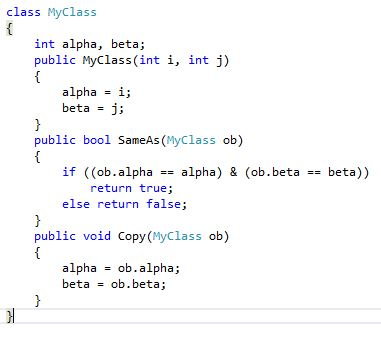 class MyClass
{
    int alpha, beta;
    public MyClass(int i, int j)
    {
        alpha = i;
        beta = j;
    }
    public bool SameAs(MyClass ob)
    {
        if ((ob.alpha == alpha) & (ob.beta == beta))
            return true;
        else return false;
    }
    public void Copy(MyClass ob)
    {
        alpha = ob.alpha;
        beta = ob.beta;
    }
}